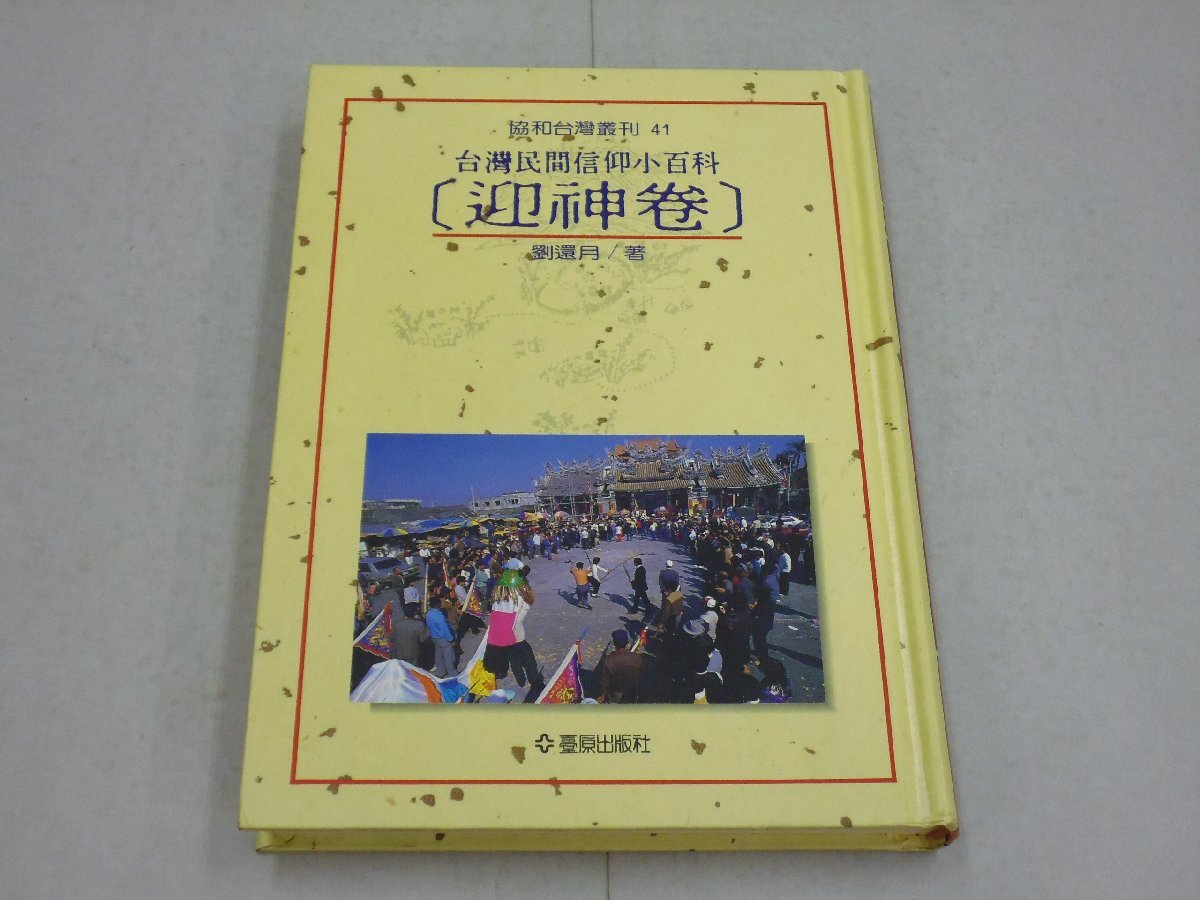 協和台灣叢刊 41
台灣民間信仰小百科
〔迎神卷〕
劉還月/著
臺原出版社